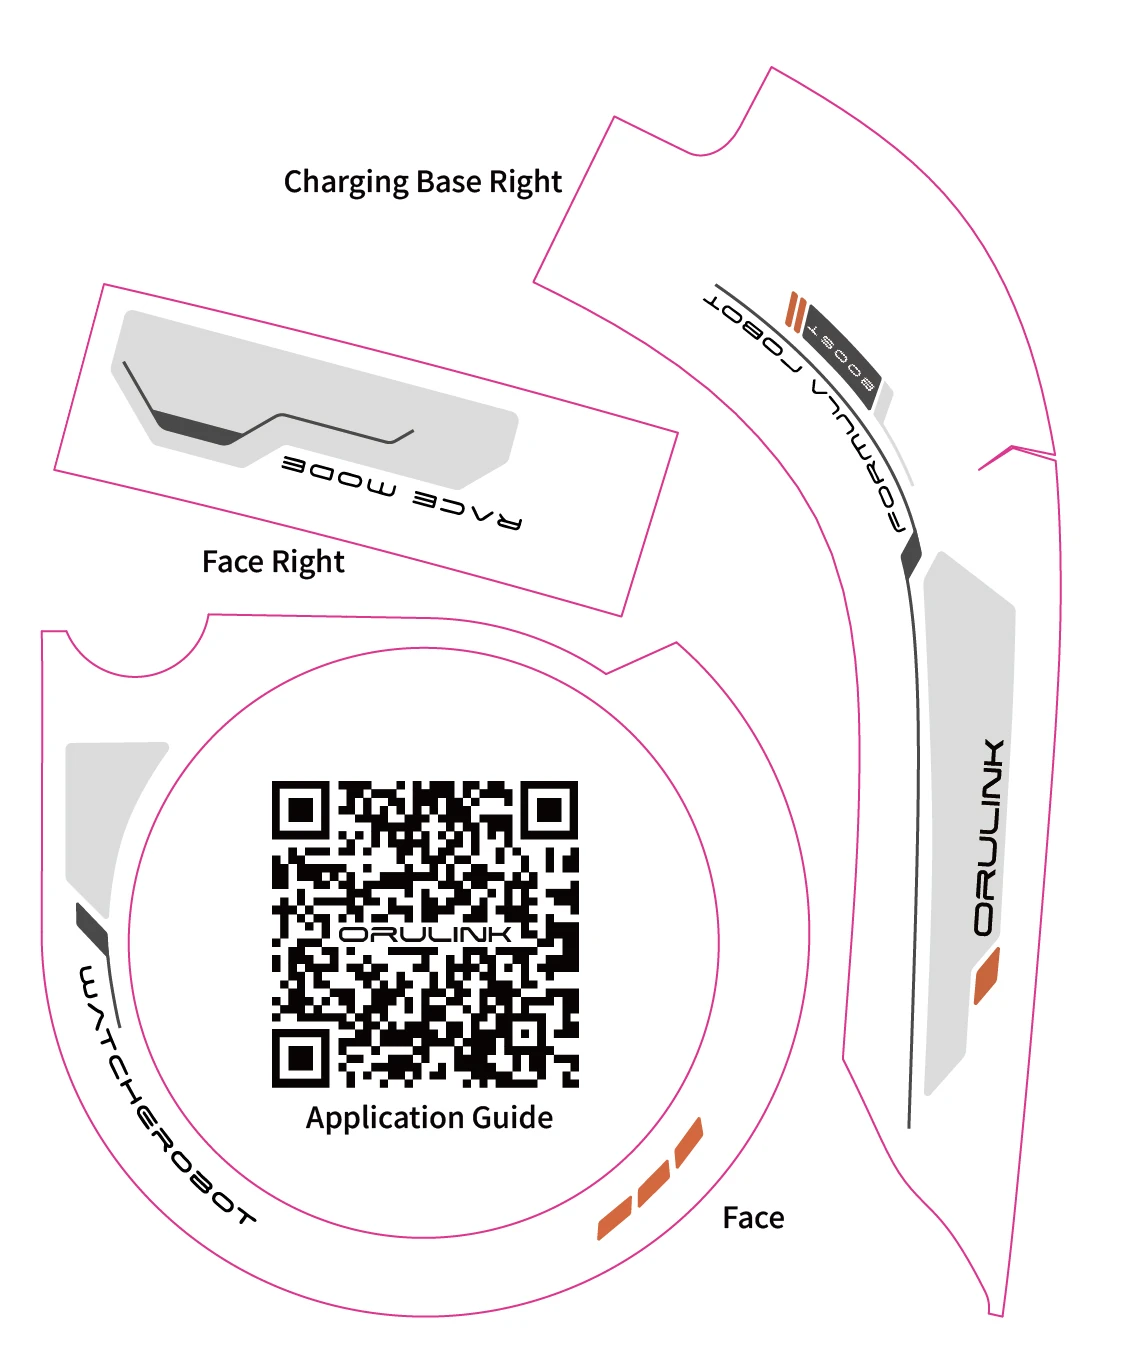 Charging Base Right
FORMULA ROBOT
BOOST
RACE MODE
Face Right
ORULINK
ORULINK
WATCHEROBOT
Application Guide
Face